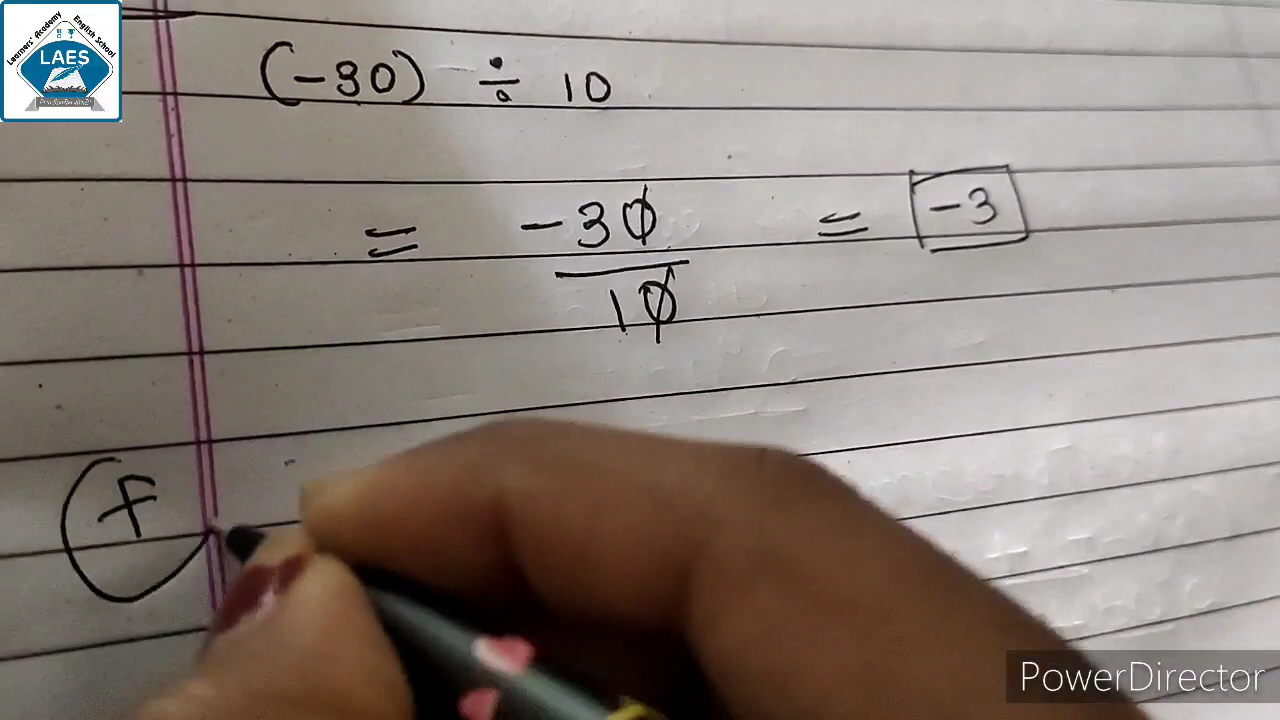 Learners' Academy English School
LAES
(-30) ÷ 10
= -30/10 = -3
F
PowerDirector